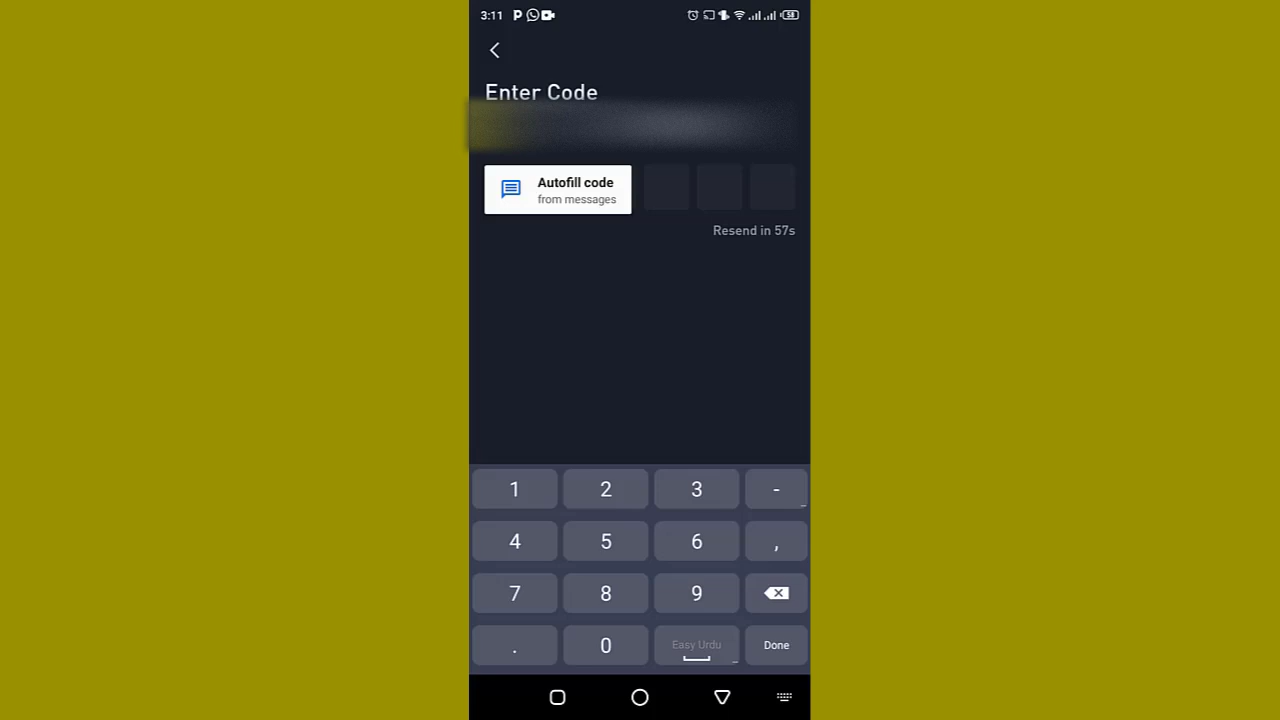 3:11 P 58
Enter Code
Autofill code
from messages
Resend in 57s
1 2 3 -
4 5 6 ,
7 8 9
. 0 Easy Urdu Done